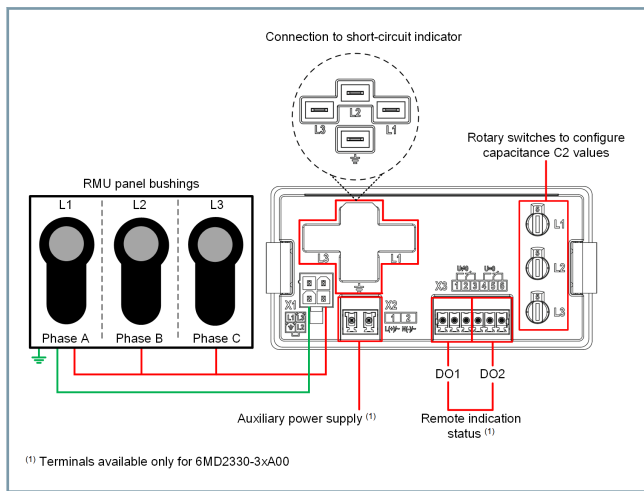 Connection to short-circuit indicator
L2
L3
L1
Rotary switches to configure
capacitance C2 values
RMU panel bushings
L1
L2
L3
Phase A
Phase B
Phase C
L3
L1
X1
L1 L3
L2
X2
1 2
L(+)/~ N(-)/~
X3
U≠0 U=0
1 2 3 4 5 6
L1
L2
L3
DO1
DO2
Auxiliary power supply (1)
Remote indication
status (1)
(1) Terminals available only for 6MD2330-3xA00